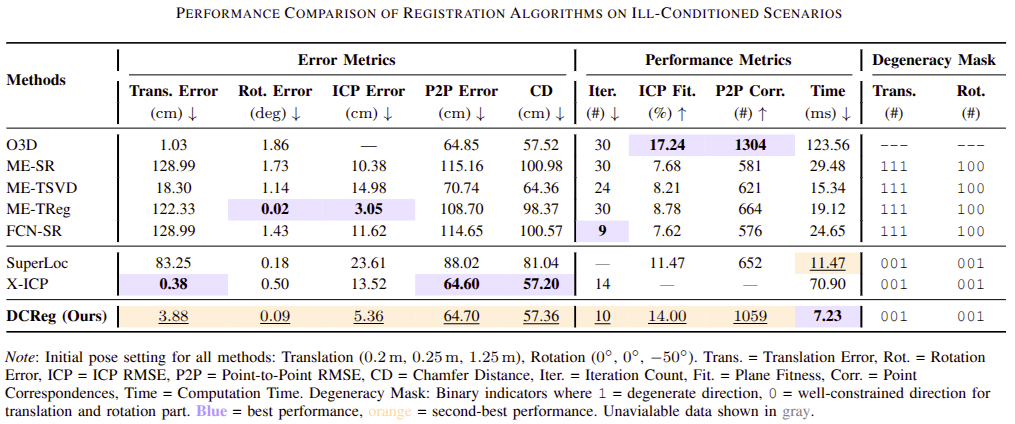 PERFORMANCE COMPARISON OF REGISTRATION ALGORITHMS ON ILL-CONDITIONED SCENARIOS
Methods Error Metrics Performance Metrics Degeneracy Mask
Trans. Error Rot. Error ICP Error P2P Error CD Iter. ICP Fit. P2P Corr. Time Trans. Rot.
(cm) ↓ (deg) ↓ (cm) ↓ (cm) ↓ (cm) ↓ (#) ↓ (%) ↑ (#) ↑ (ms) ↓ (#) (#)
O3D 1.03 1.86 — 64.85 57.52 30 17.24 1304 123.56 --- ---
ME-SR 128.99 1.73 10.38 115.16 100.98 30 7.68 581 29.48 111 100
ME-TSVD 18.30 1.14 14.98 70.74 64.36 24 8.21 621 15.34 111 100
ME-TReg 122.33 0.02 3.05 108.70 98.37 30 8.78 664 19.12 111 100
FCN-SR 128.99 1.43 11.62 114.65 100.57 9 7.62 576 24.65 111 100
SuperLoc 83.25 0.18 23.61 88.02 81.04 — 11.47 652 11.47 001 001
X-ICP 0.38 0.50 13.52 64.60 57.20 14 — — 70.90 001 001
DCReg (Ours) 3.88 0.09 5.36 64.70 57.36 10 14.00 1059 7.23 001 001
Note: Initial pose setting for all methods: Translation (0.2 m, 0.25 m, 1.25 m), Rotation (0°, 0°, −50°). Trans. = Translation Error, Rot. = Rotation
Error, ICP = ICP RMSE, P2P = Point-to-Point RMSE, CD = Chamfer Distance, Iter. = Iteration Count, Fit. = Plane Fitness, Corr. = Point
Correspondences, Time = Computation Time. Degeneracy Mask: Binary indicators where 1 = degenerate direction, 0 = well-constrained direction for
translation and rotation part. Blue = best performance, orange = second-best performance. Unavialable data shown in gray.